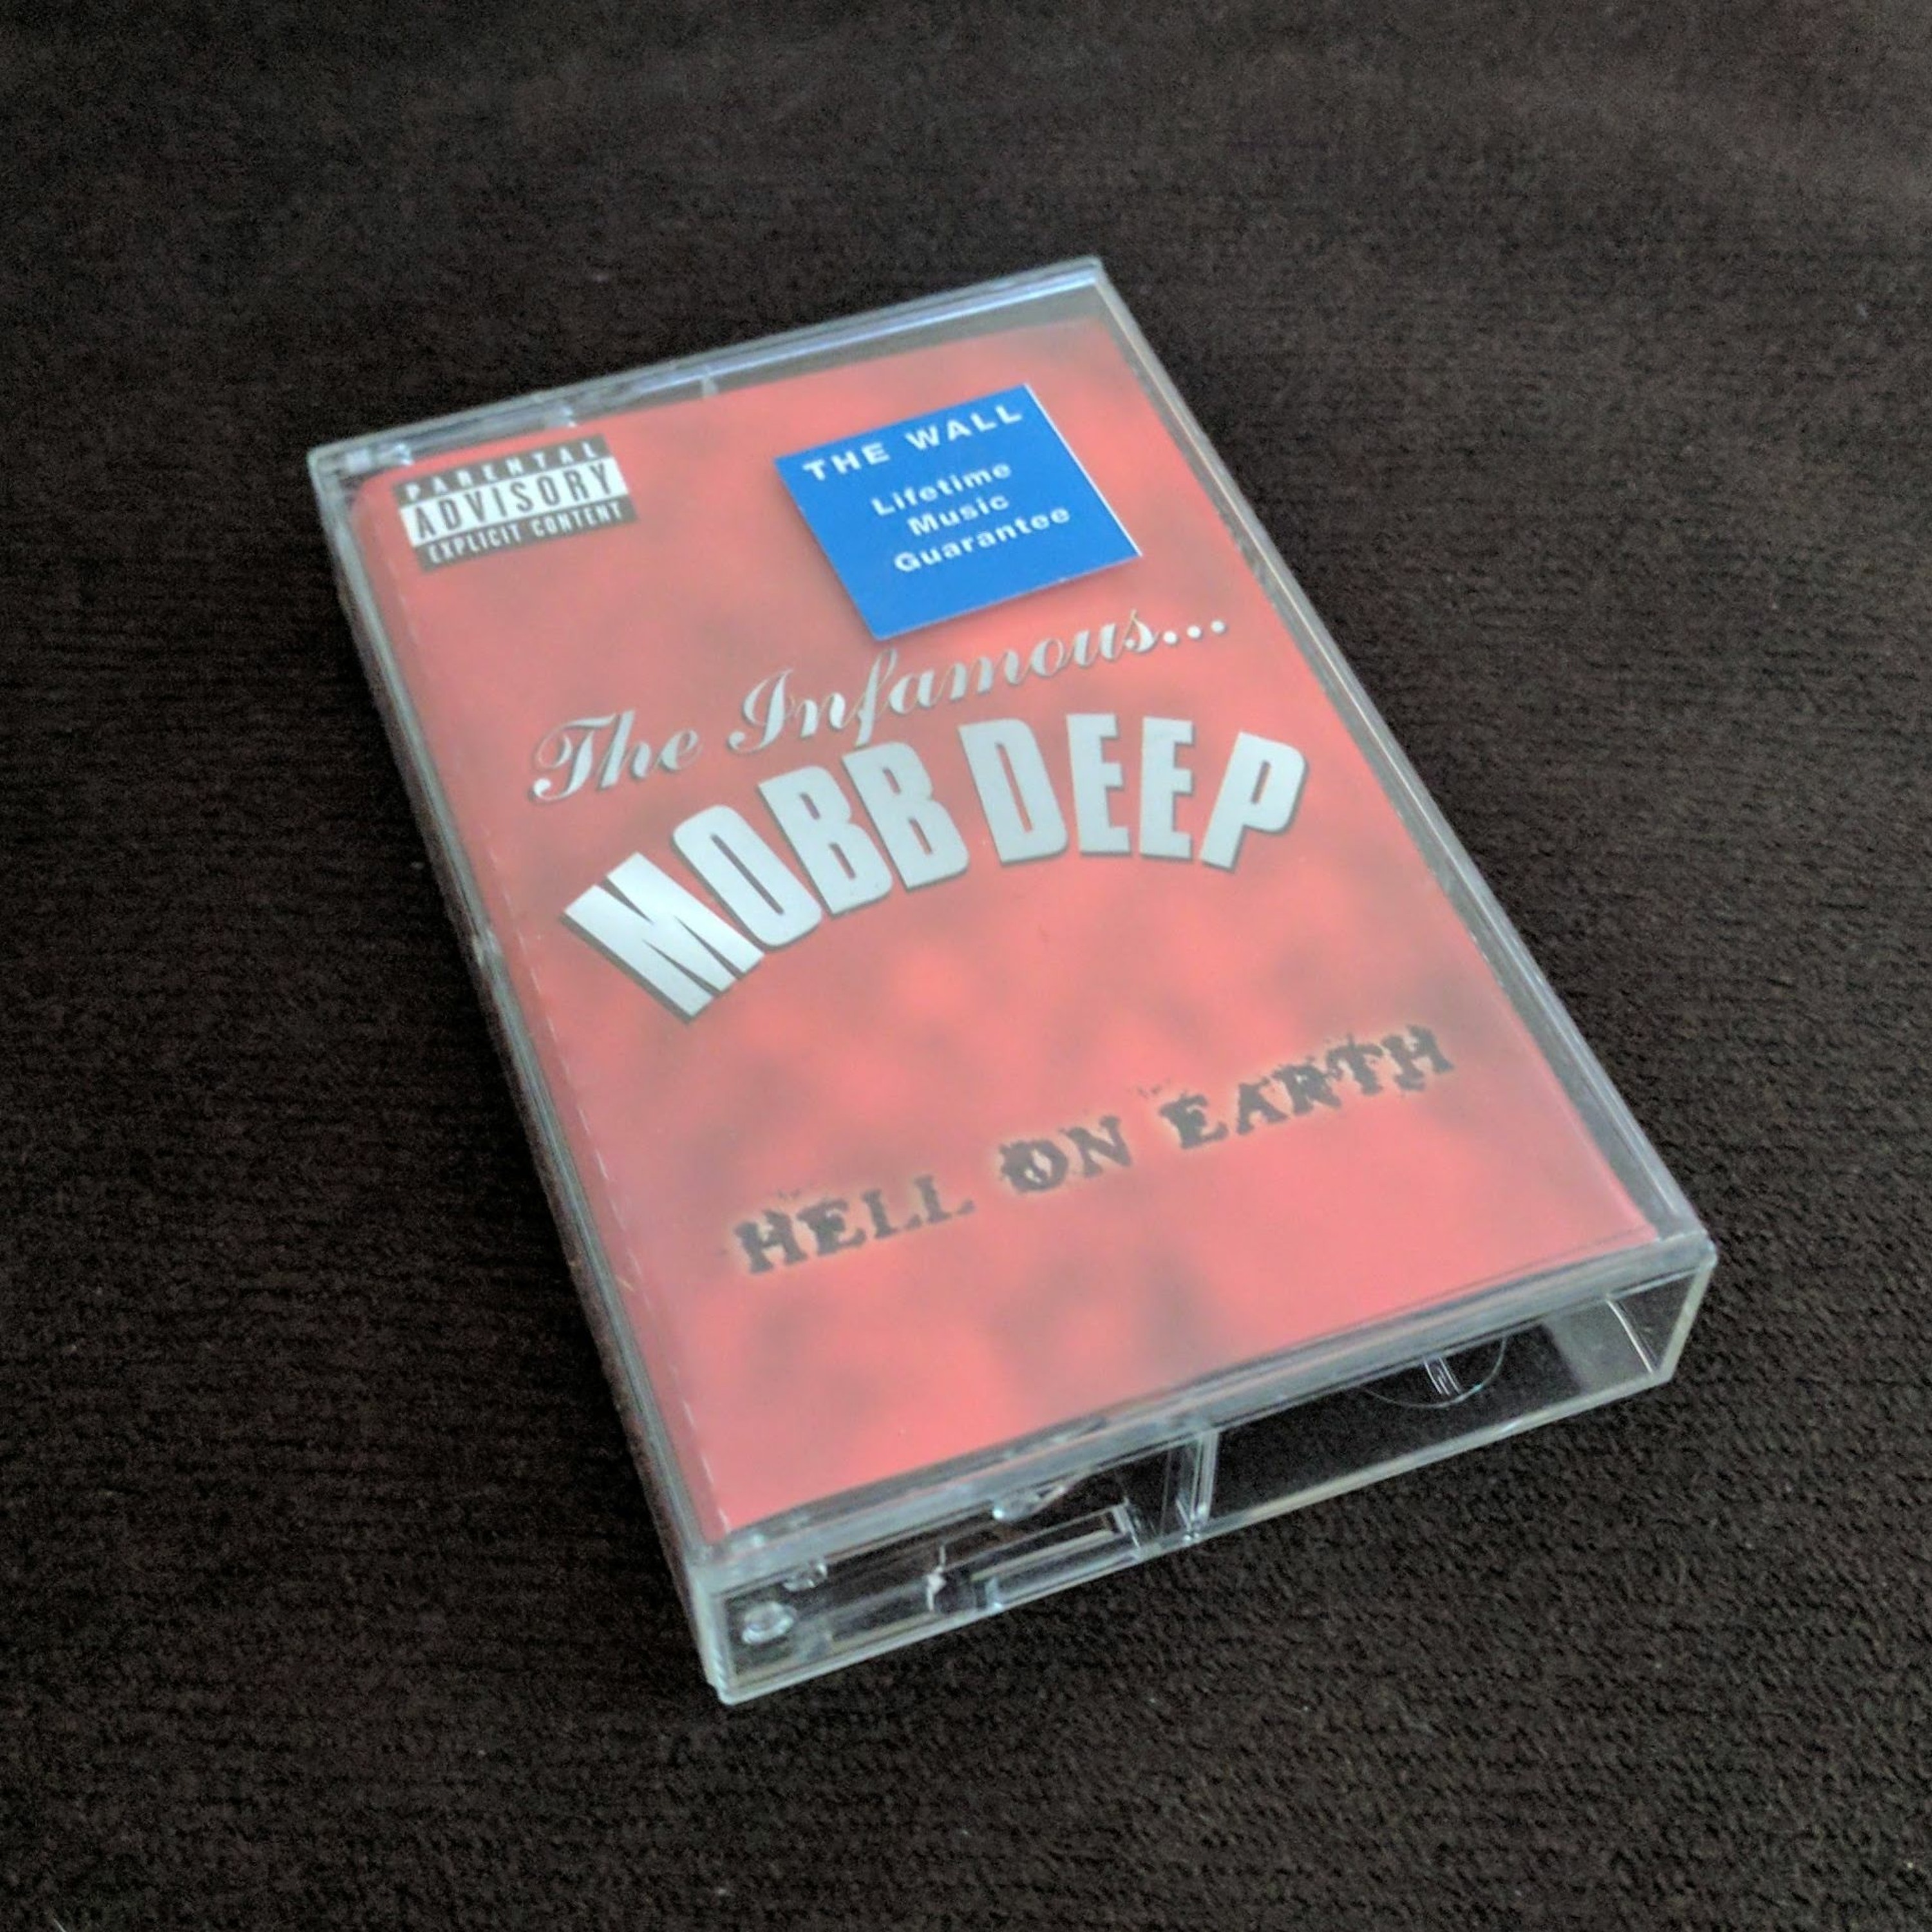 PARENTAL
ADVISORY
EXPLICIT CONTENT
THE WALL
Lifetime
Music
Guarantee
The Infamous...
MOBB DEEP
HELL ON EARTH